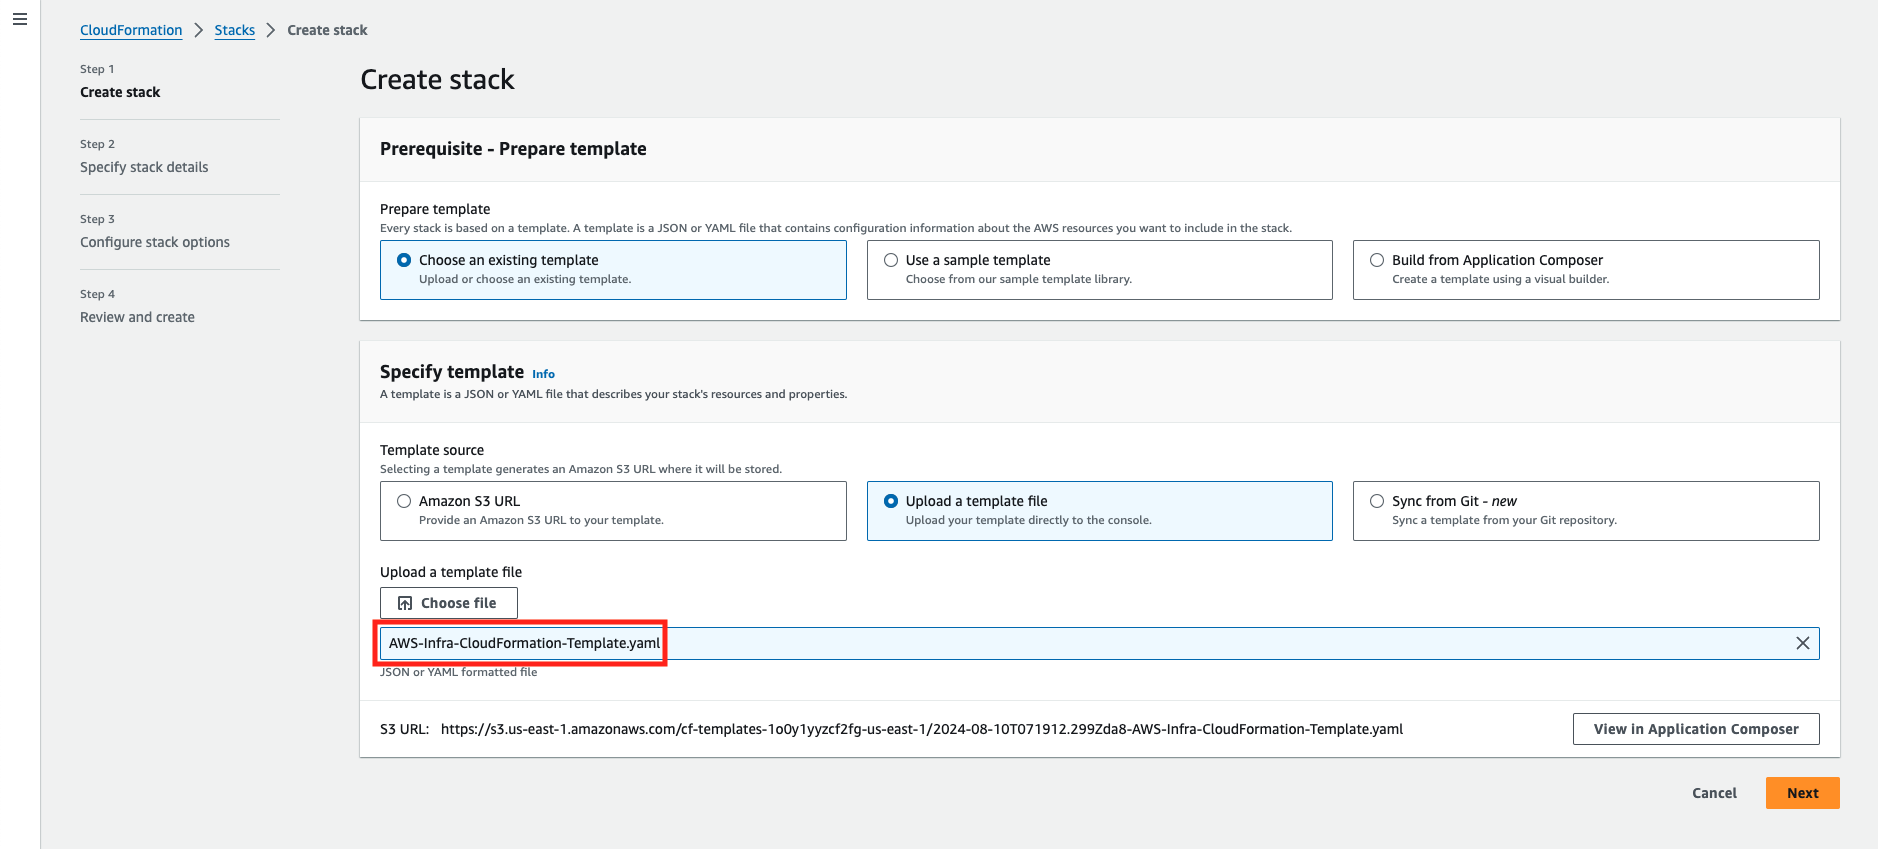 CloudFormation > Stacks > Create stack
Step 1
Create stack
Step 2
Specify stack details
Step 3
Configure stack options
Step 4
Review and create
Create stack
Prerequisite - Prepare template
Prepare template
Every stack is based on a template. A template is a JSON or YAML file that contains configuration information about the AWS resources you want to include in the stack.
Choose an existing template
Upload or choose an existing template.
Use a sample template
Choose from our sample template library.
Build from Application Composer
Create a template using a visual builder.
Specify template Info
A template is a JSON or YAML file that describes your stack's resources and properties.
Template source
Selecting a template generates an Amazon S3 URL where it will be stored.
Amazon S3 URL
Provide an Amazon S3 URL to your template.
Upload a template file
Upload your template directly to the console.
Sync from Git - new
Sync a template from your Git repository.
Upload a template file
Choose file
AWS-Infra-CloudFormation-Template.yaml
JSON or YAML formatted file
S3 URL: https://s3.us-east-1.amazonaws.com/cf-templates-1o0y1yyzcf2fg-us-east-1/2024-08-10T071912.299Zda8-AWS-Infra-CloudFormation-Template.yaml
View in Application Composer
Cancel
Next